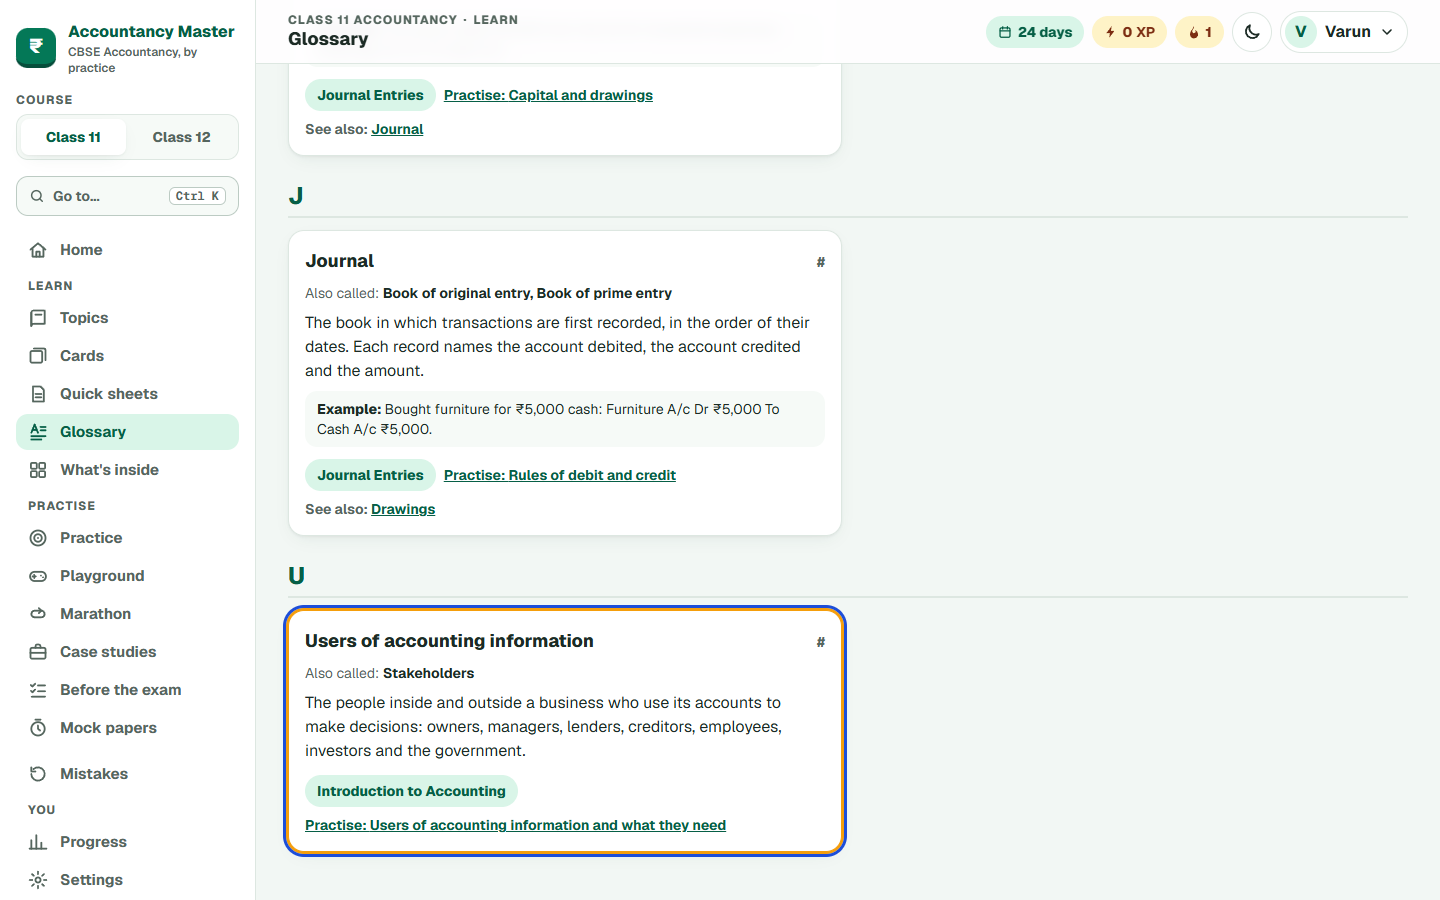 Accountancy Master
CBSE Accountancy, by
practice
COURSE
Class 11
Class 12
Go to...
Ctrl K
Home
LEARN
Topics
Cards
Quick sheets
Glossary
What's inside
PRACTISE
Practice
Playground
Marathon
Case studies
Before the exam
Mock papers
Mistakes
YOU
Progress
Settings
CLASS 11 ACCOUNTANCY · LEARN
Glossary
24 days
0 XP
1
V
Varun
Journal Entries Practise: Capital and drawings
See also: Journal
J
Journal
#
Also called: Book of original entry, Book of prime entry
The book in which transactions are first recorded, in the order of their
dates. Each record names the account debited, the account credited
and the amount.
Example: Bought furniture for ₹5,000 cash: Furniture A/c Dr ₹5,000 To
Cash A/c ₹5,000.
Journal Entries Practise: Rules of debit and credit
See also: Drawings
U
Users of accounting information
#
Also called: Stakeholders
The people inside and outside a business who use its accounts to
make decisions: owners, managers, lenders, creditors, employees,
investors and the government.
Introduction to Accounting
Practise: Users of accounting information and what they need